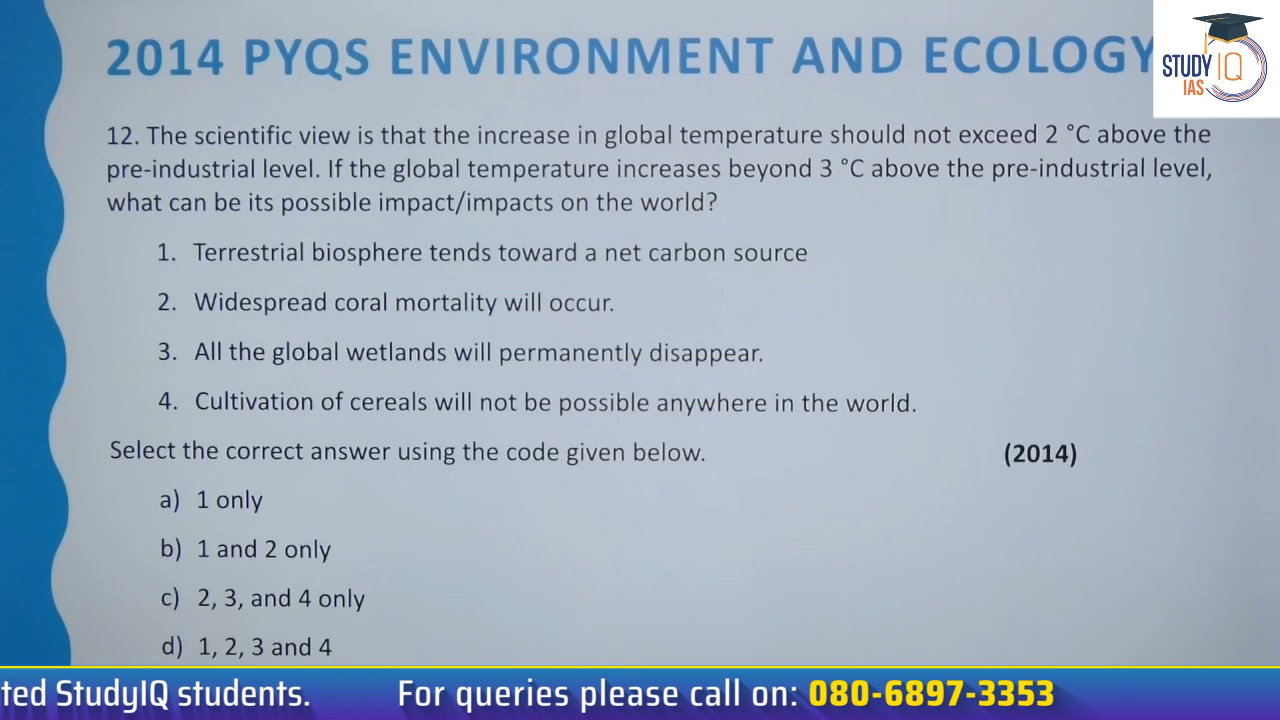 2014 PYQS ENVIRONMENT AND ECOLOGY
STUDY IQ
IAS
12. The scientific view is that the increase in global temperature should not exceed 2 °C above the
pre-industrial level. If the global temperature increases beyond 3 °C above the pre-industrial level,
what can be its possible impact/impacts on the world?
1. Terrestrial biosphere tends toward a net carbon source
2. Widespread coral mortality will occur.
3. All the global wetlands will permanently disappear.
4. Cultivation of cereals will not be possible anywhere in the world.
Select the correct answer using the code given below. (2014)
a) 1 only
b) 1 and 2 only
c) 2, 3, and 4 only
d) 1, 2, 3 and 4
ted StudyIQ students. For queries please call on: 080-6897-3353